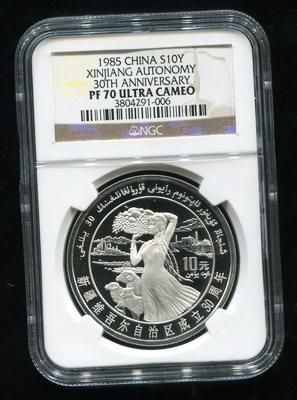 1985 CHINA S10Y
XINJIANG AUTONOMY
30TH ANNIVERSARY
PF 70 ULTRA CAMEO
3804291-006
NGC
10元
新疆维吾尔自治区成立30周年